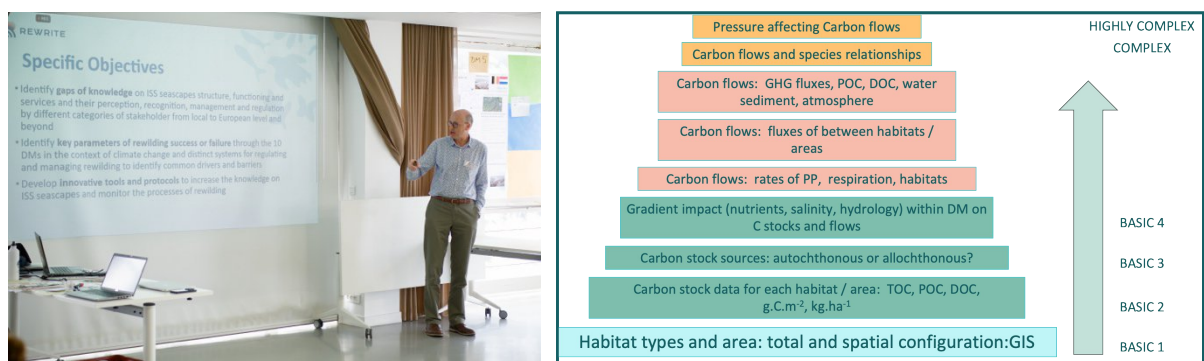 REWRITE
Specific Objectives
• Identify gaps of knowledge on ISS seascapes structure, functioning and
services and their perception, recognition, management and regulation
by different categories of stakeholder from local to European level and
beyond
• Identify key parameters of rewilding success or failure through the 10
DMs in the context of climate change and distinct systems for regulating
and managing rewilding to identify common drivers and barriers
• Develop innovative tools and protocols to increase the knowledge on
ISS seascapes and monitor the processes of rewilding
Pressure affecting Carbon flows
HIGHLY COMPLEX
Carbon flows and species relationships
COMPLEX
Carbon flows: GHG fluxes, POC, DOC, water
sediment, atmosphere
Carbon flows: fluxes of between habitats /
areas
Carbon flows: rates of PP, respiration, habitats
Gradient impact (nutrients, salinity, hydrology) within DM on
C stocks and flows
BASIC 4
Carbon stock sources: autochthonous or allochthonous?
BASIC 3
Carbon stock data for each habitat / area: TOC, POC, DOC,
g.C.m⁻², kg.ha⁻¹
BASIC 2
Habitat types and area: total and spatial configuration:GIS
BASIC 1